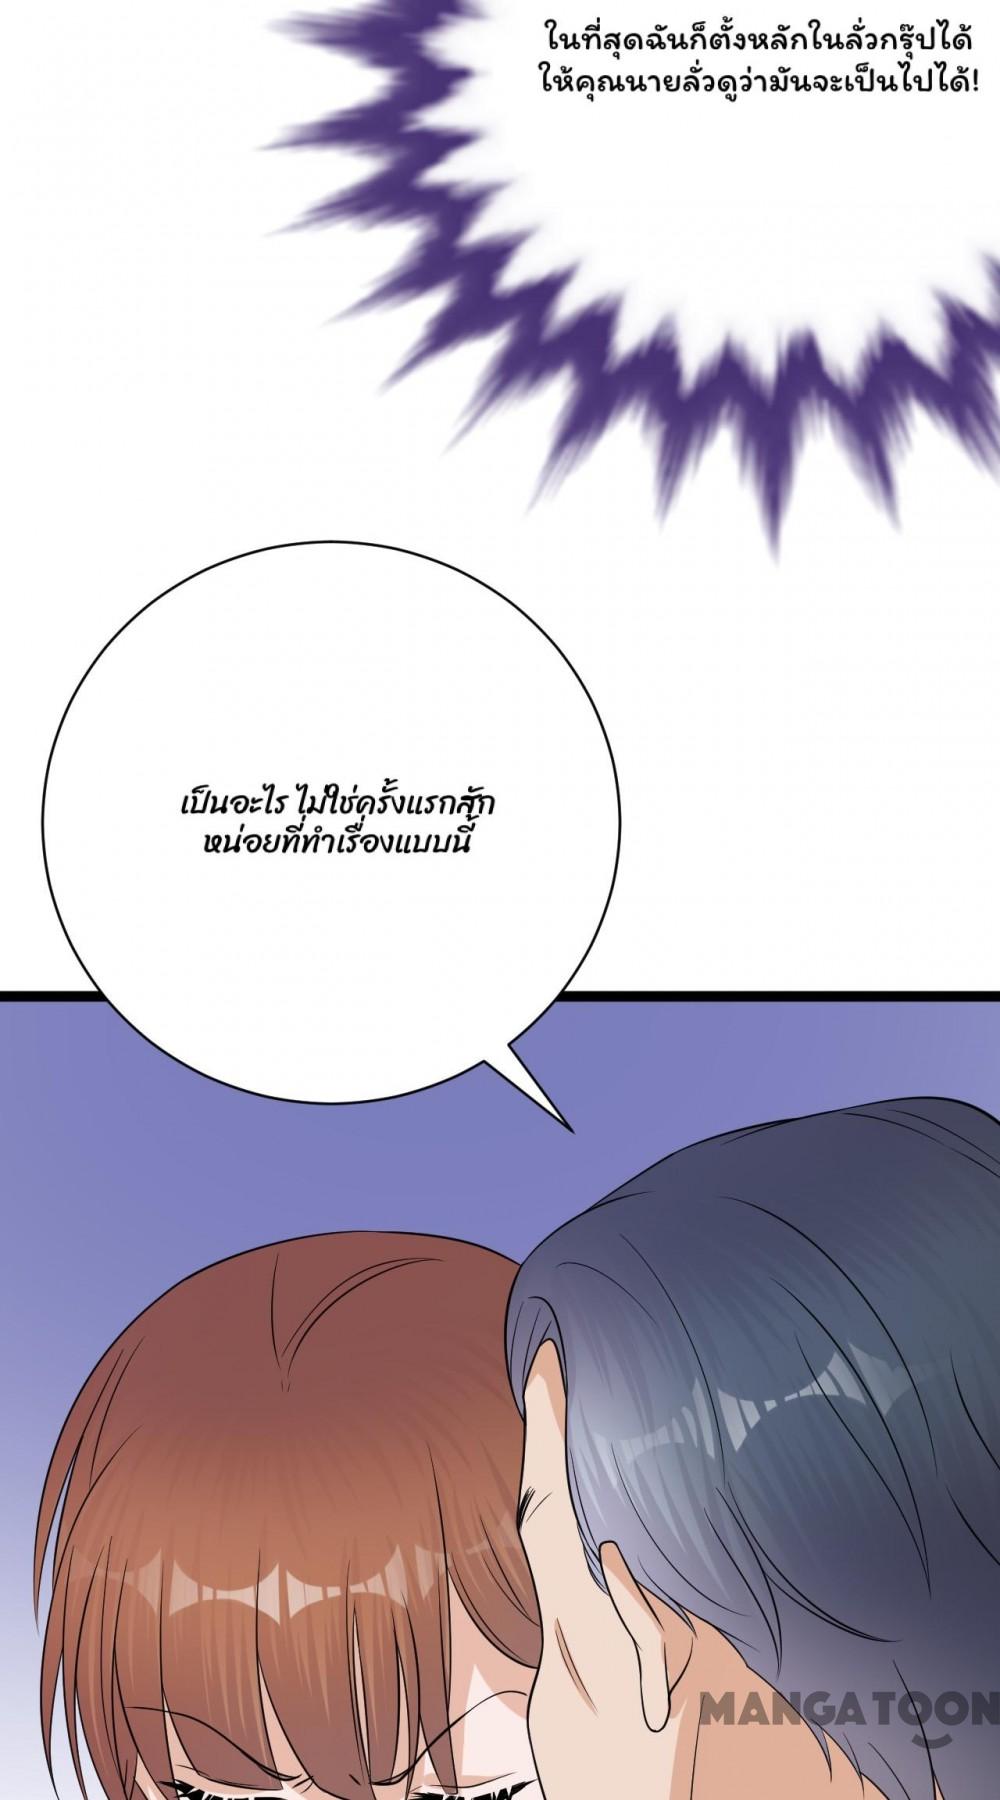 ในที่สุดฉันก็ตั้งหลักในลั่วกรุ๊ปได้
ให้คุณนายลั่วดูว่ามันจะเป็นไปได้!
เป็นอะไร ไม่ใช่ครั้งแรกสัก
หน่อยที่ทำเรื่องแบบนี้
MANGATOON